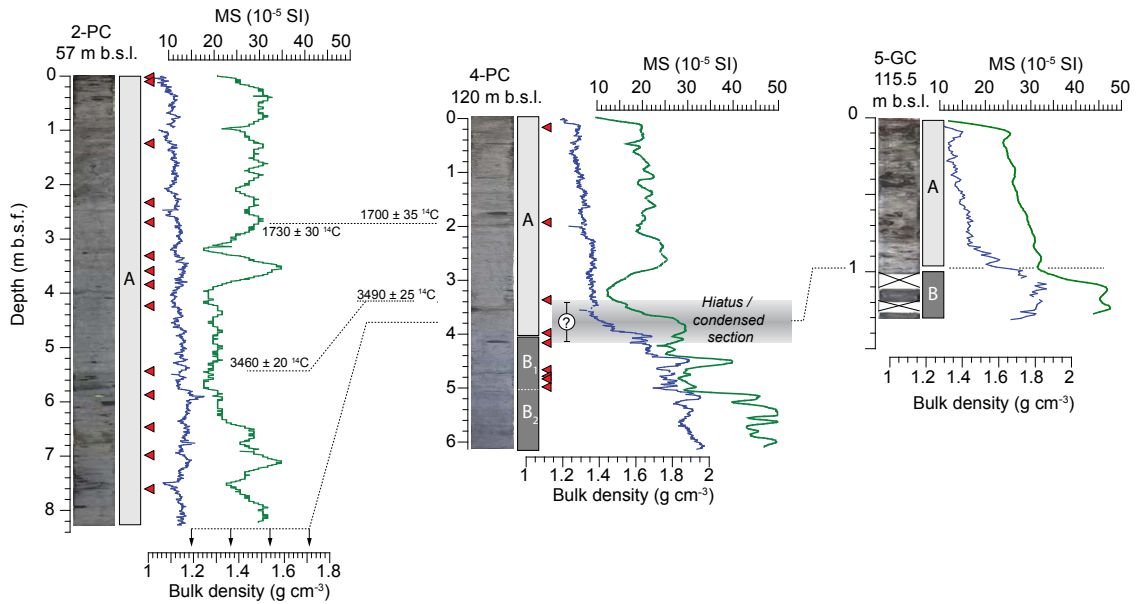 2-PC
57 m b.s.l.
MS (10-5 SI)
10 20 30 40 50
Depth (m b.s.f.)
0
1
2
3
4
5
6
7
8
A
1700 ± 35 14C
1730 ± 30 14C
3490 ± 25 14C
3460 ± 20 14C
1 1.2 1.4 1.6 1.8
Bulk density (g cm-3)
4-PC
120 m b.s.l.
MS (10-5 SI)
10 20 30 40 50
0
1
2
3
4
5
6
A
B1
B2
?
Hiatus /
condensed
section
1 1.2 1.4 1.6 1.8 2
Bulk density (g cm-3)
5-GC
115.5
m b.s.l.
MS (10-5 SI)
10 20 30 40 50
0
1
A
B
1 1.2 1.4 1.6 1.8 2
Bulk density (g cm-3)